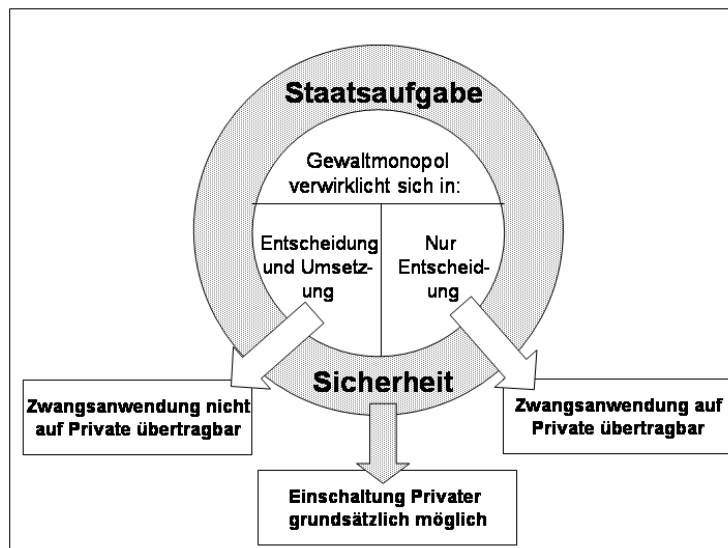 Staatsaufgabe
Gewaltmonopol
verwirklicht sich in:
Entscheidung
und Umsetz-
ung
Nur
Entscheid-
ung
Sicherheit
Zwangsanwendung nicht
auf Private übertragbar
Zwangsanwendung auf
Private übertragbar
Einschaltung Privater
grundsätzlich möglich